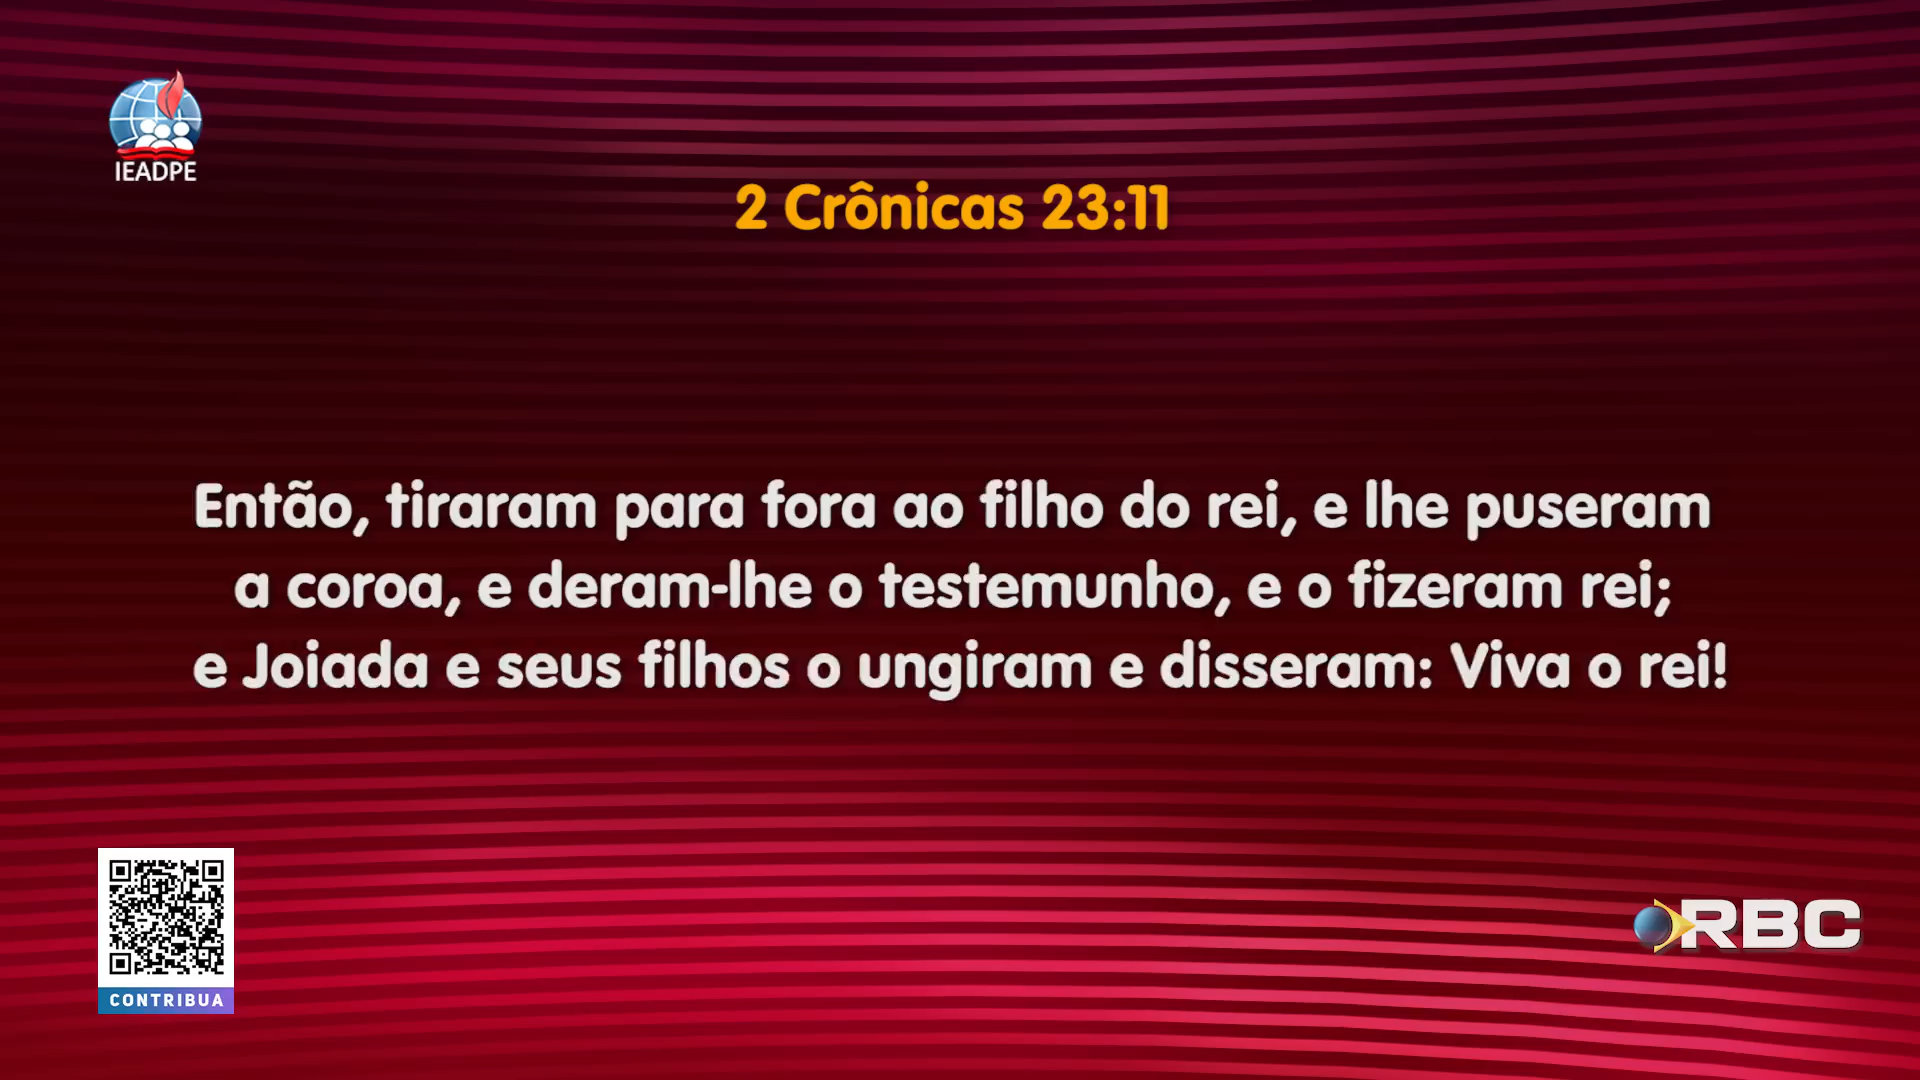 IEADPE
2 Crônicas 23:11
Então, tiraram para fora ao filho do rei, e lhe puseram
a coroa, e deram-lhe o testemunho, e o fizeram rei;
e Joiada e seus filhos o ungiram e disseram: Viva o rei!
RBC
CONTRIBUA